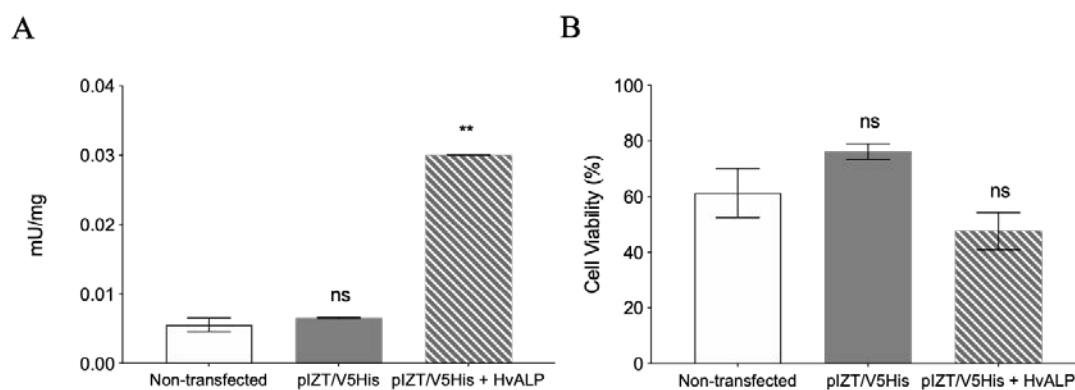 A
mU/mg
0.04
0.03
0.02
0.01
0.00
ns
**
Non-transfected pIZT/V5His pIZT/V5His + HvALP
B
Cell Viability (%)
100
80
60
40
20
0
ns
ns
Non-transfected pIZT/V5His pIZT/V5His + HvALP